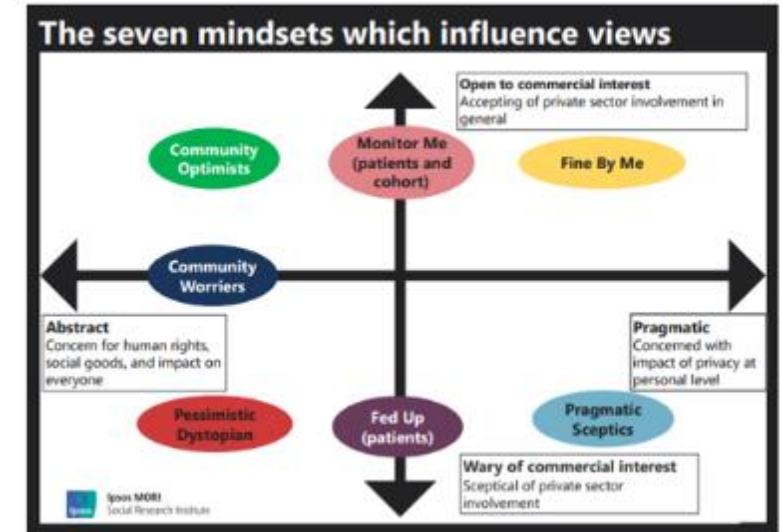 The seven mindsets which influence views
Open to commercial interest
Accepting of private sector involvement in
general
Community
Optimists
Monitor Me
(patients and
cohort)
Fine By Me
Community
Worriers
Abstract
Concern for human rights,
social goods, and impact on
everyone
Pragmatic
Concerned with
impact of privacy at
personal level
Pessimistic
Dystopian
Fed Up
(patients)
Pragmatic
Sceptics
Wary of commercial interest
Sceptical of private sector
involvement
Ipsos
Ipsos MORI
Social Research Institute